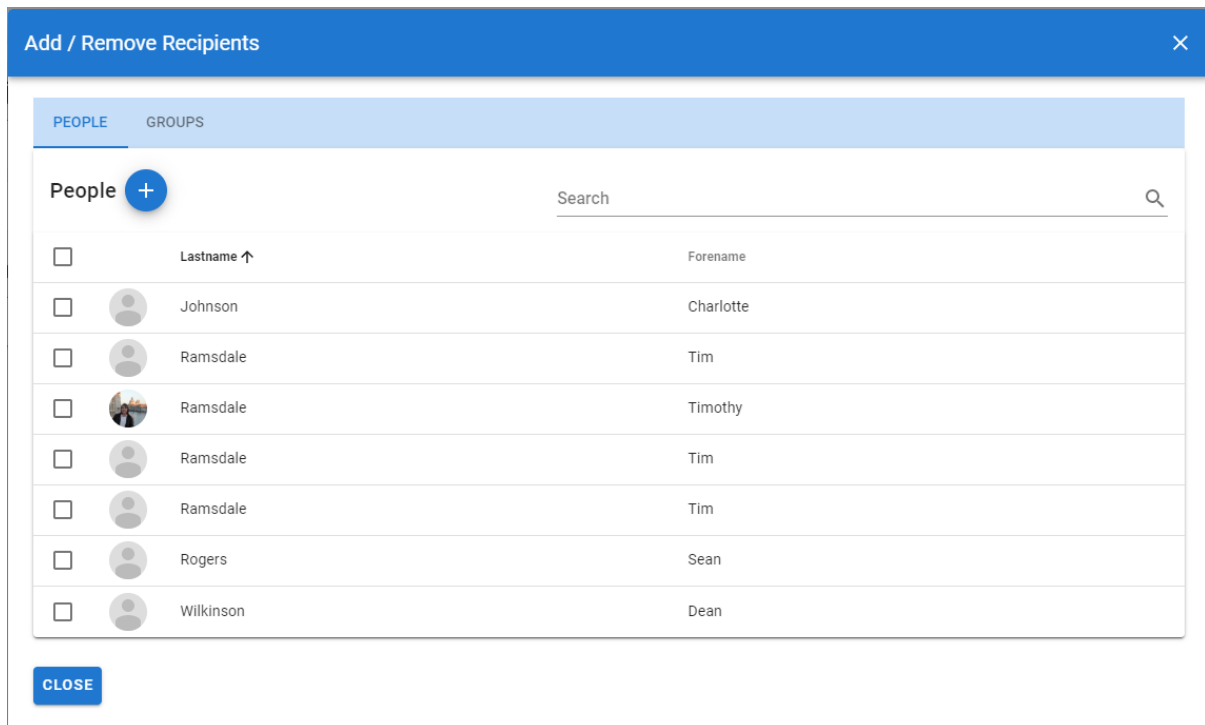 Add / Remove Recipients
PEOPLE GROUPS
People
Search
Lastname Forename
Johnson Charlotte
Ramsdale Tim
Ramsdale Timothy
Ramsdale Tim
Ramsdale Tim
Rogers Sean
Wilkinson Dean
CLOSE